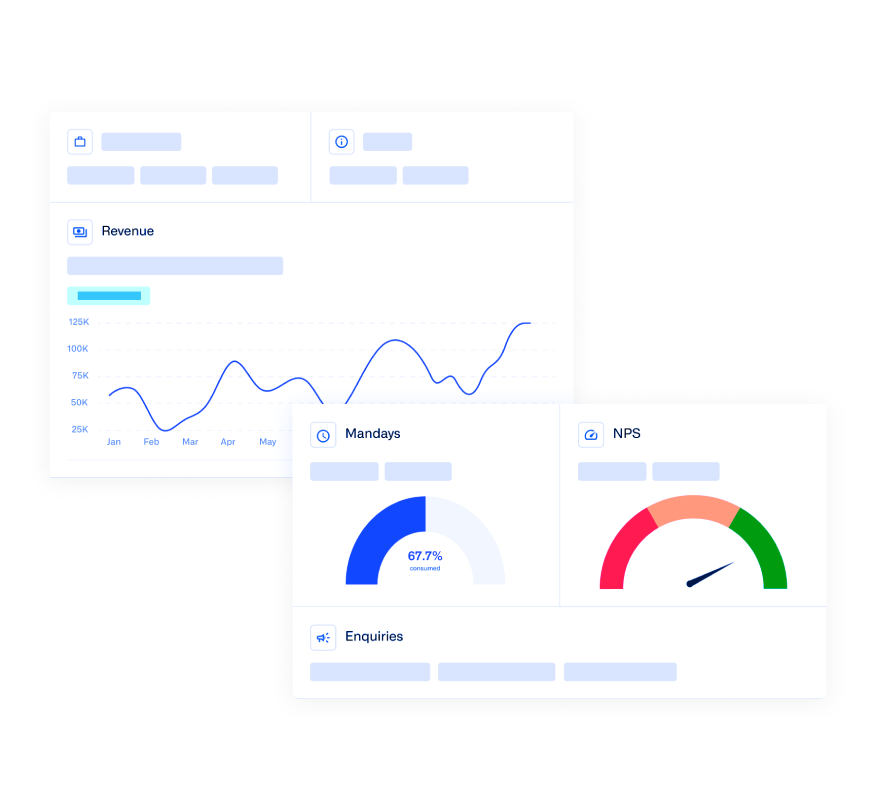 Revenue
125K
100K
75K
50K
25K
Jan Feb Mar Apr May
Mandays
67.7%
consumed
NPS
Enquiries